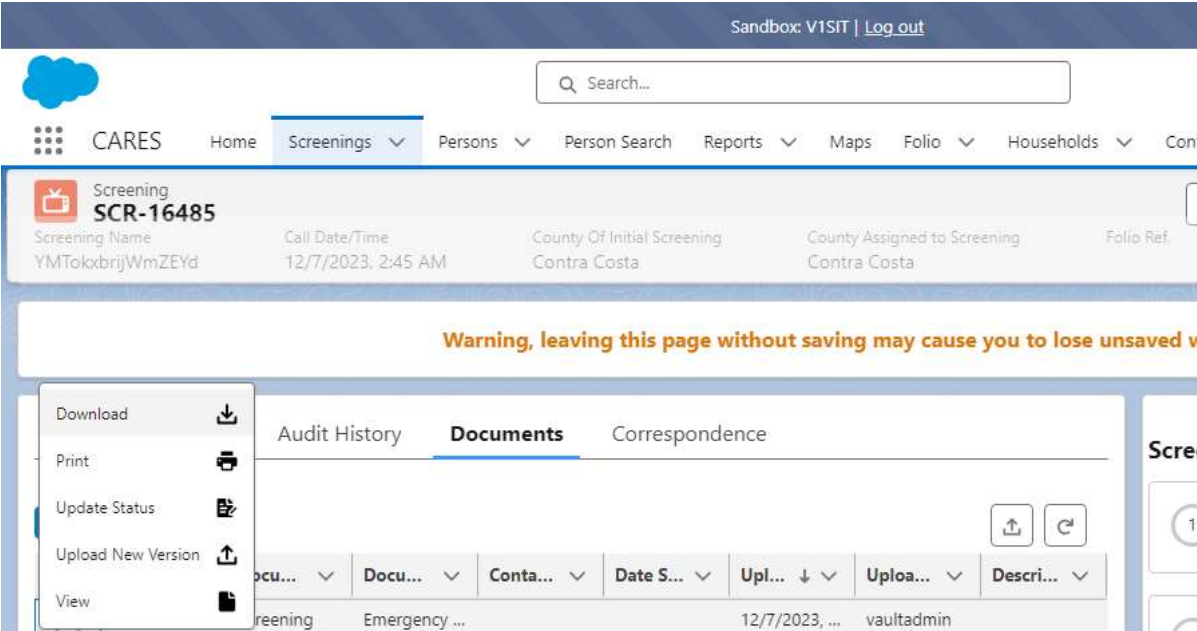 Sandbox: V1SIT | Log out
Search...
CARES Home Screenings Persons Person Search Reports Maps Folio Households Con
Screening
SCR-16485
Screening Name Call Date/Time County Of Initial Screening County Assigned to Screening Folio Ref.
YMTokxbrijWmZEYd 12/7/2023, 2:45 AM Contra Costa Contra Costa
Warning, leaving this page without saving may cause you to lose unsaved w
Download
Print
Update Status
Upload New Version
View
Audit History Documents Correspondence
Scree
1
ocu... Docu... Conta... Date S... Upl... Uploa... Descri...
reening Emergency ... 12/7/2023, ... vaultadmin